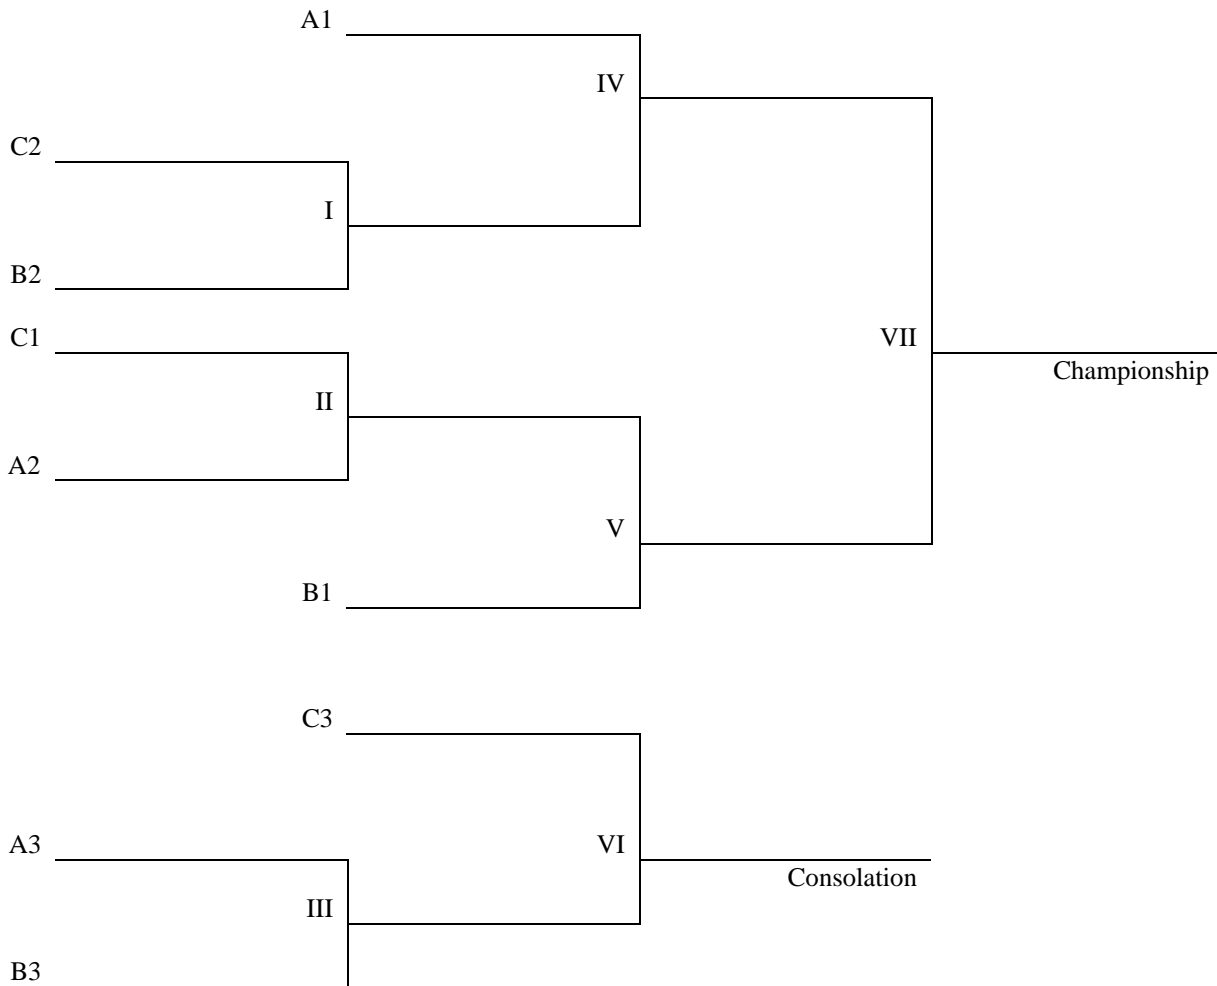 A1
IV
C2
I
B2
C1
VII
Championship
II
A2
V
B1
C3
A3
VI
Consolation
III
B3